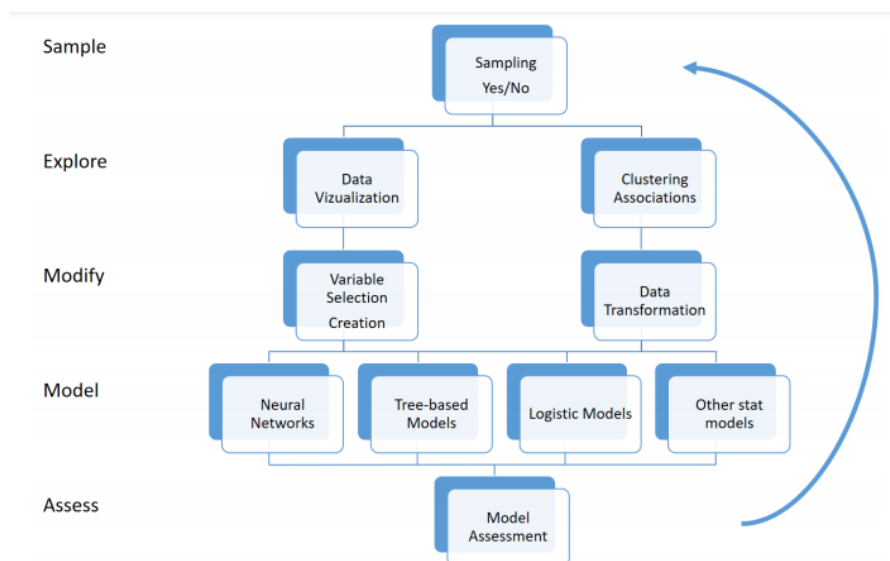 Sample
Sampling
Yes/No
Explore
Data
Vizualization
Clustering
Associations
Modify
Variable
Selection
Creation
Data
Transformation
Model
Neural
Networks
Tree-based
Models
Logistic Models
Other stat
models
Assess
Model
Assessment